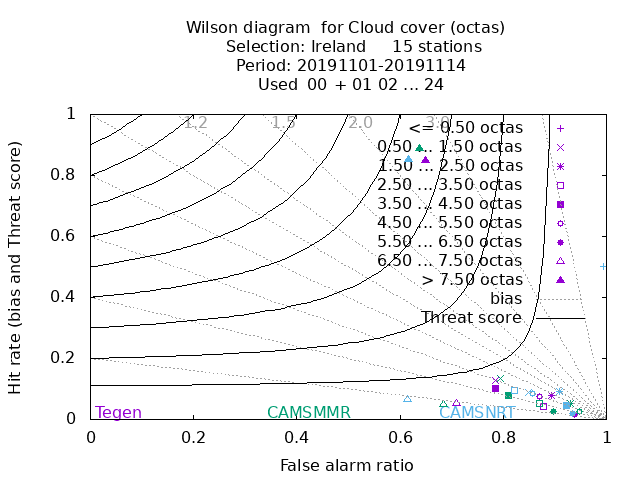 Wilson diagram  for Cloud cover (octas)
Selection: Ireland     15 stations
Period: 20191101-20191114
Used  00 + 01 02 ... 24
1.2 1.5 2.0 3.0
<= 0.50 octas
0.50 ... 1.50 octas
1.50 ... 2.50 octas
2.50 ... 3.50 octas
3.50 ... 4.50 octas
4.50 ... 5.50 octas
5.50 ... 6.50 octas
6.50 ... 7.50 octas
> 7.50 octas
bias
Threat score
Hit rate (bias and Threat score)
1
0.8
0.6
0.4
0.2
0
Tegen CAMSMMR CAMSNRT
0 0.2 0.4 0.6 0.8 1
False alarm ratio